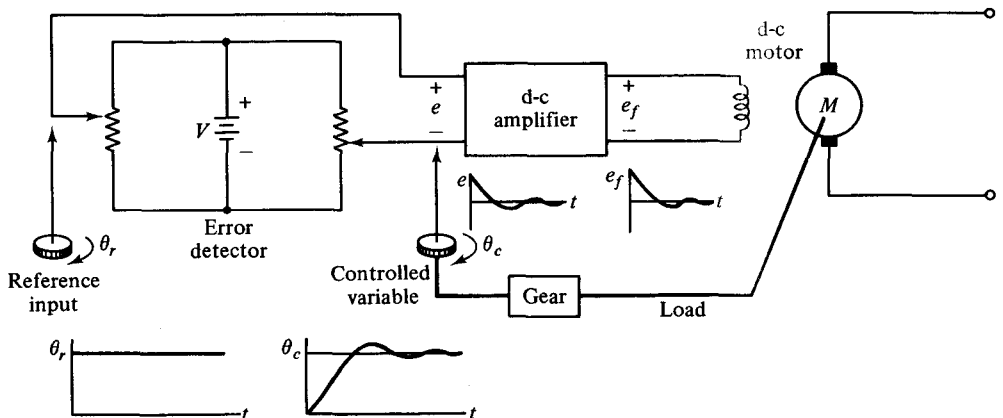 d-c
motor
+
e
−
d-c
amplifier
+
e_f
−
M
V
+
−
Error
detector
θ_r
Reference
input
e
t
e_f
t
θ_c
Controlled
variable
Gear
Load
θ_r
t
θ_c
t